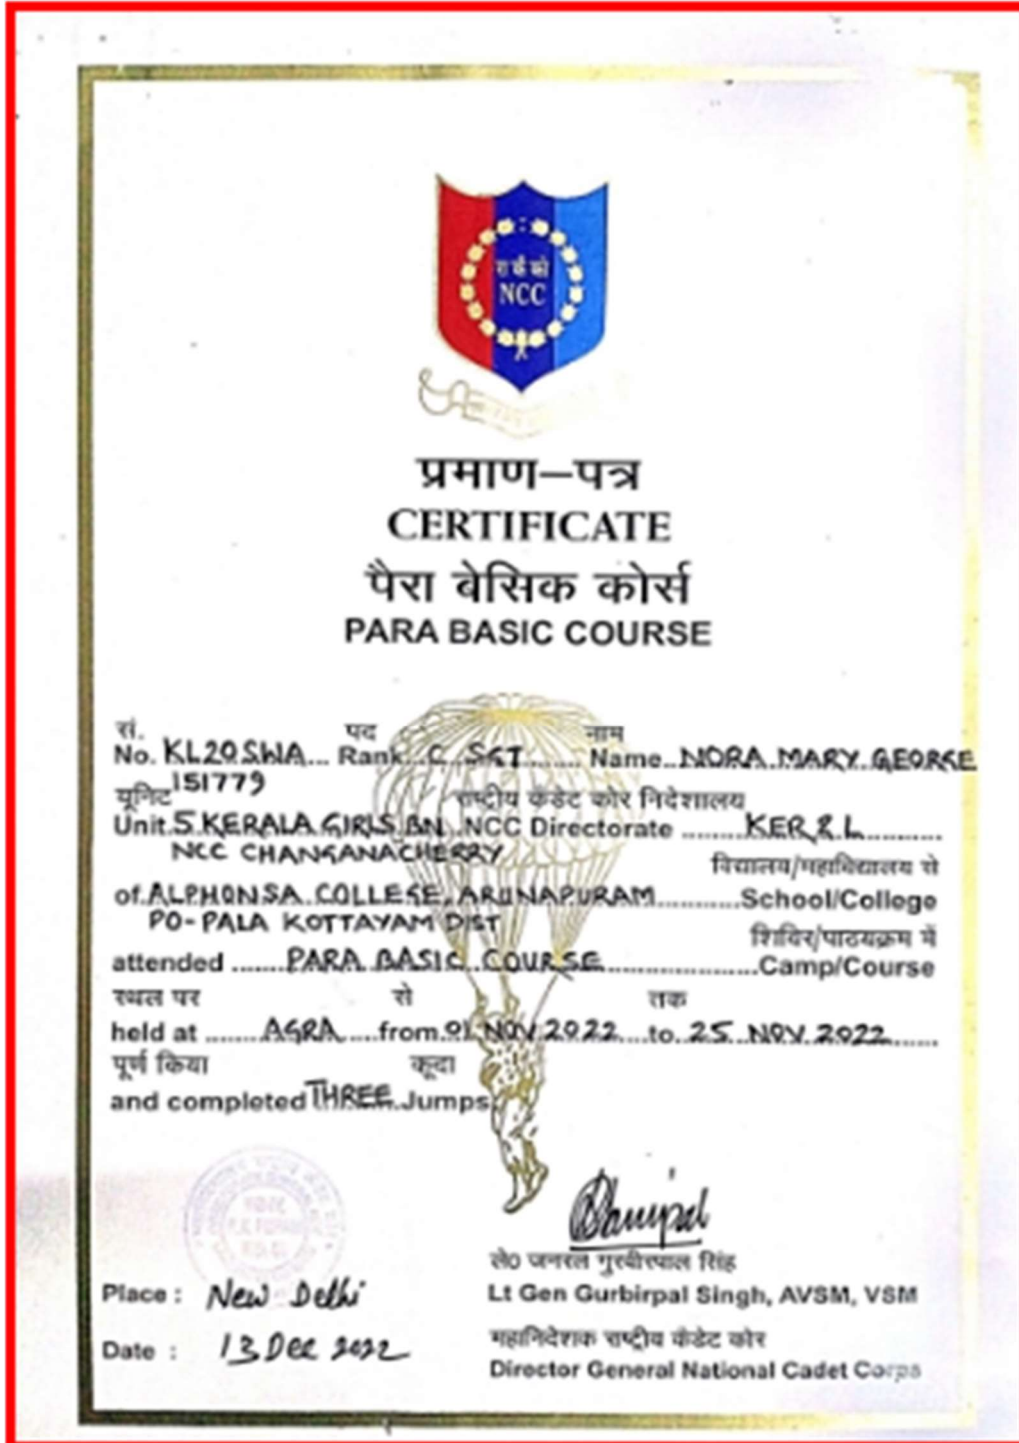 रा कै को
NCC
प्रमाण–पत्र
CERTIFICATE
पैरा बेसिक कोर्स
PARA BASIC COURSE
सं. पद नाम
No. KL20SWA... Rank. C SGT ....... Name. NORA MARY GEORGE
151779
यूनिट राष्ट्रीय कैडेट कोर निदेशालय
Unit. 5 KERALA GIRLS BN. NCC Directorate ....... KER & L ..........
NCC CHANGANACHERRY विद्यालय/महाविद्यालय से
of. ALPHONSA COLLEGE, ARUNAPURAM ......... School/College
PO- PALA KOTTAYAM DIST शिविर/पाठयक्रम में
attended ...... PARA BASIC COURSE ................ Camp/Course
स्थल पर से तक
held at ....... AGRA ..... from. 01 NOV 2022 ... to. 25 NOV 2022 ......
पूर्ण किया कूदा
and completed THREE Jumps.
ले० जनरल गुरबीरपाल सिंह
Place : New Delhi Lt Gen Gurbirpal Singh, AVSM, VSM
महानिदेशक राष्ट्रीय कैडेट कोर
Date : 13 Dec 2022 Director General National Cadet Corps